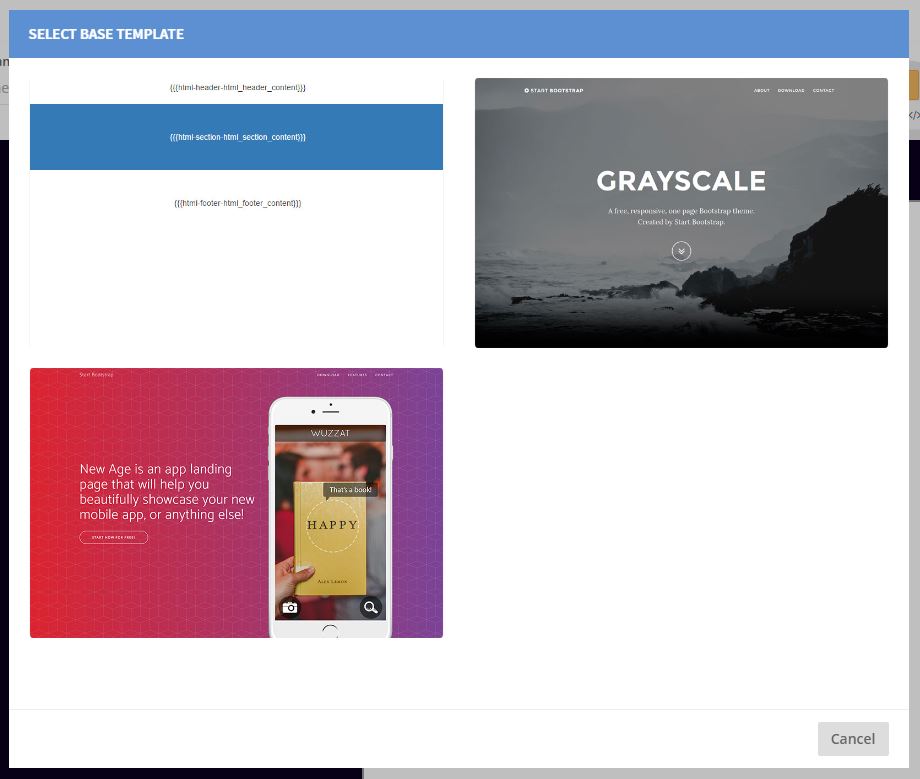 SELECT BASE TEMPLATE
{{{html-header-html_header_content}}}
{{{html-section-html_section_content}}}
{{{html-footer-html_footer_content}}}
START BOOTSTRAP
ABOUT DOWNLOAD CONTACT
GRAYSCALE
A free, responsive, one page Bootstrap theme.
Created by Start Bootstrap.
Start Bootstrap
DOWNLOAD FEATURES CONTACT
New Age is an app landing
page that will help you
beautifully showcase your new
mobile app, or anything else!
START NOW FOR FREE!
WUZZAT
That's a book!
HAPPY
ALEX LEMON
Cancel